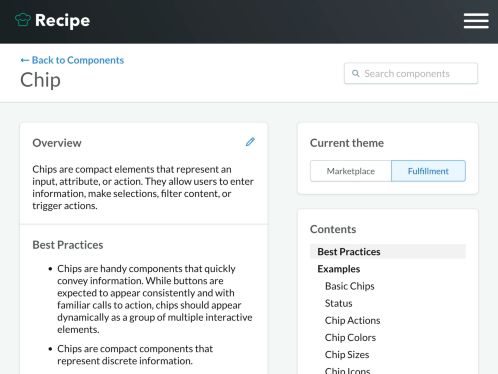 Recipe
← Back to Components
Chip
Search components
Overview
Chips are compact elements that represent an
input, attribute, or action. They allow users to enter
information, make selections, filter content, or
trigger actions.
Best Practices
• Chips are handy components that quickly
convey information. While buttons are
expected to appear consistently and with
familiar calls to action, chips should appear
dynamically as a group of multiple interactive
elements.
• Chips are compact components that
represent discrete information.
Current theme
Marketplace
Fulfillment
Contents
Best Practices
Examples
Basic Chips
Status
Chip Actions
Chip Colors
Chip Sizes
Chip Icons